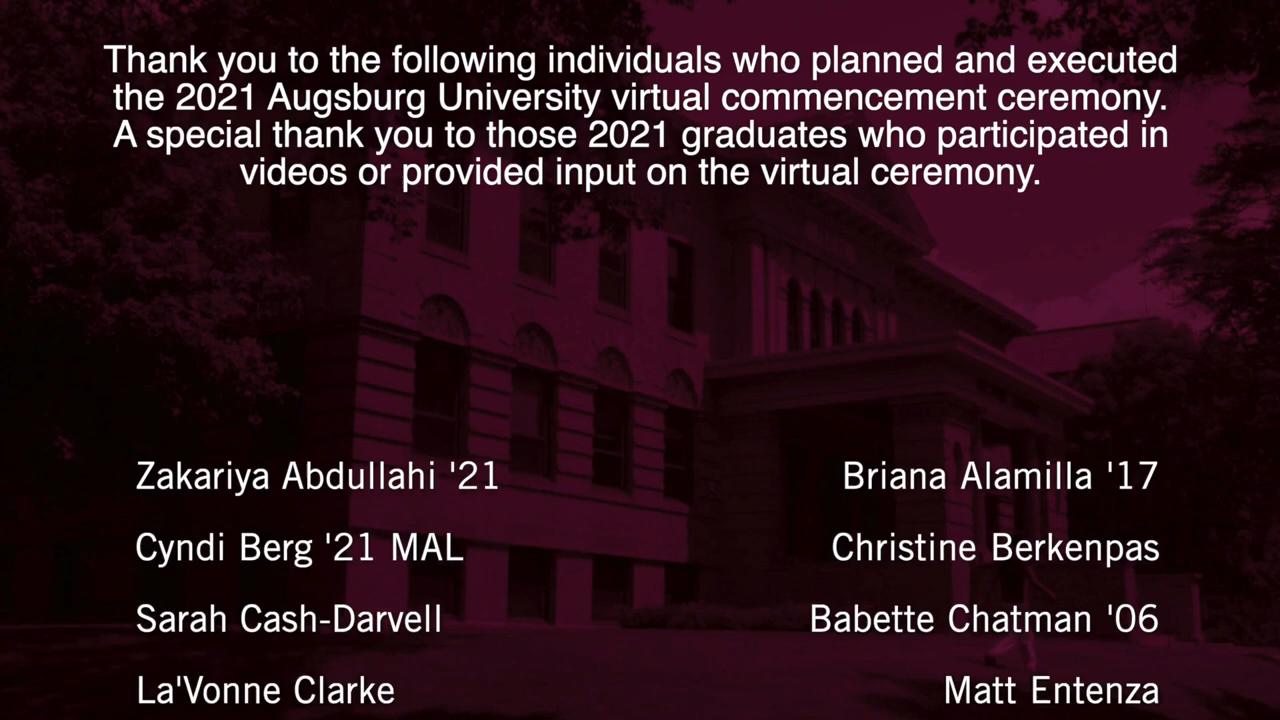 Thank you to the following individuals who planned and executed
the 2021 Augsburg University virtual commencement ceremony.
A special thank you to those 2021 graduates who participated in
videos or provided input on the virtual ceremony.
Zakariya Abdullahi '21
Briana Alamilla '17
Cyndi Berg '21 MAL
Christine Berkenpas
Sarah Cash-Darvell
Babette Chatman '06
La'Vonne Clarke
Matt Entenza